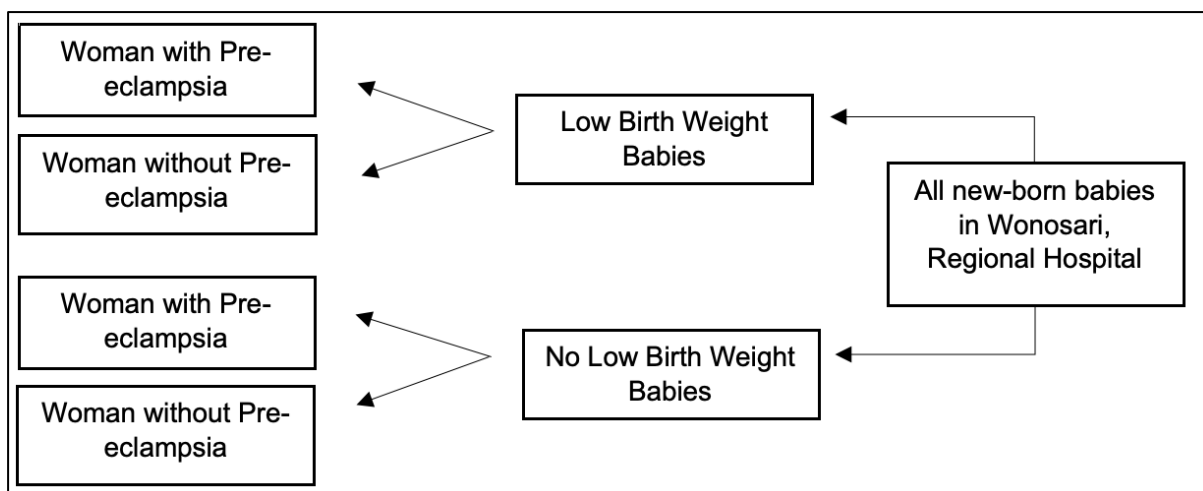 Woman with Pre-
eclampsia
Woman without Pre-
eclampsia
Low Birth Weight
Babies
All new-born babies
in Wonosari,
Regional Hospital
Woman with Pre-
eclampsia
Woman without Pre-
eclampsia
No Low Birth Weight
Babies